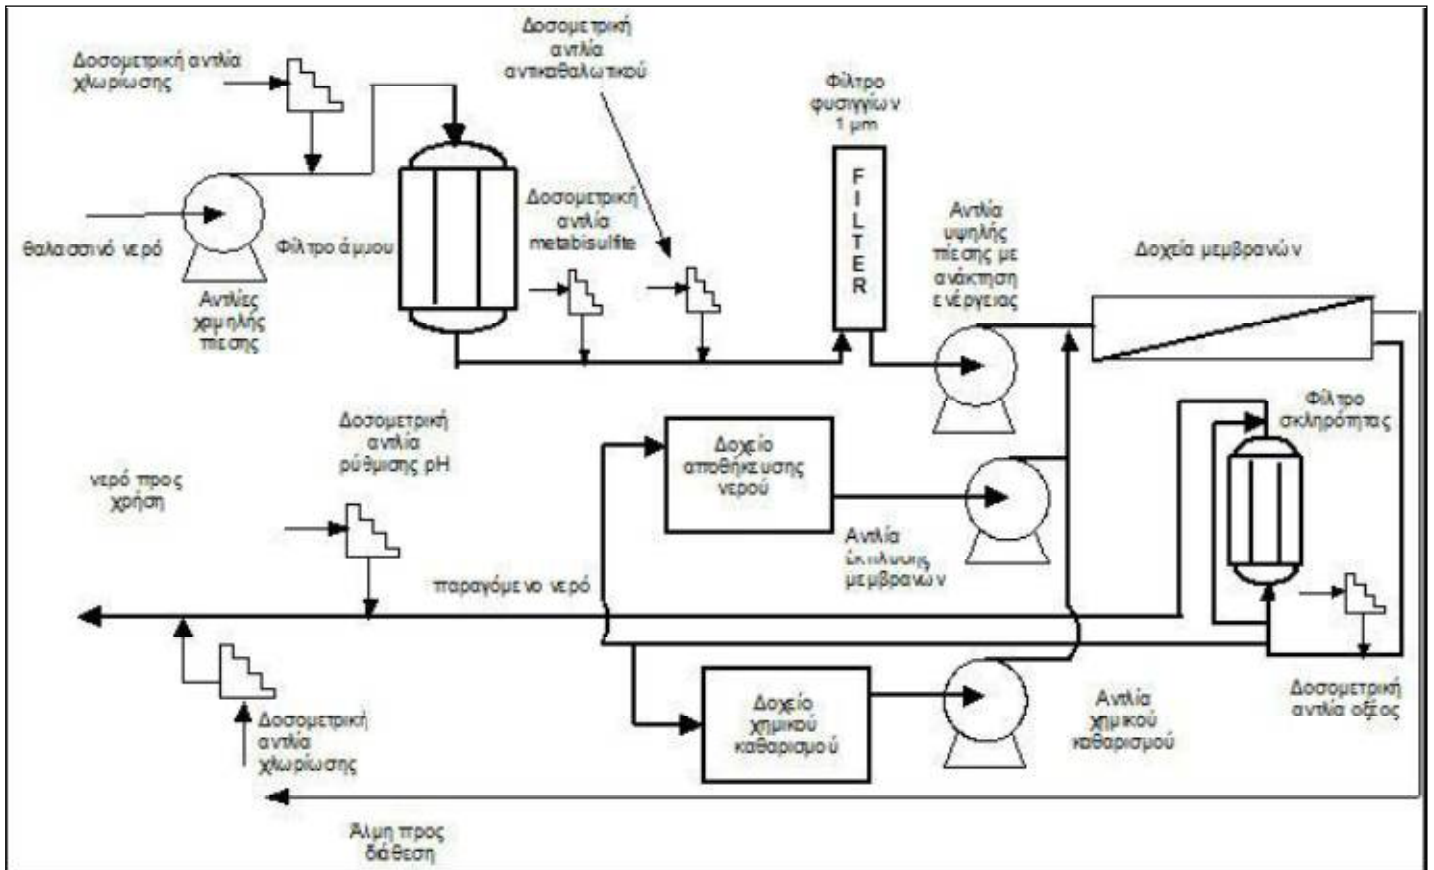 Δοσομετρική αντλία
χλωρίωσης
Δοσομετρική
αντλία
αντικαθαλωτικού
Φίλτρο
φυσιγγίων
1 μm
F
I
L
T
E
R
Δοσομετρική
αντλία
metabisulfite
Αντλία
υψηλής
πίεσης με
ανάκτηση
ενέργειας
Δοχεία μεμβρανών
θαλασσινό νερό
Φίλτρο άμμου
Αντλίες
χαμηλής
πίεσης
Φίλτρο
σκληρότητας
Δοσομετρική
αντλία
ρύθμισης pH
Δοχείο
αποθήκευσης
νερού
νερό προς
χρήση
Αντλία
έκπλυσης
μεμβρανών
παραγόμενο νερό
Δοσομετρική
αντλία οξέος
Δοχείο
χημικού
καθαρισμού
Αντλία
χημικού
καθαρισμού
Δοσομετρική
αντλία
χλωρίωσης
Άλμη προς
διάθεση